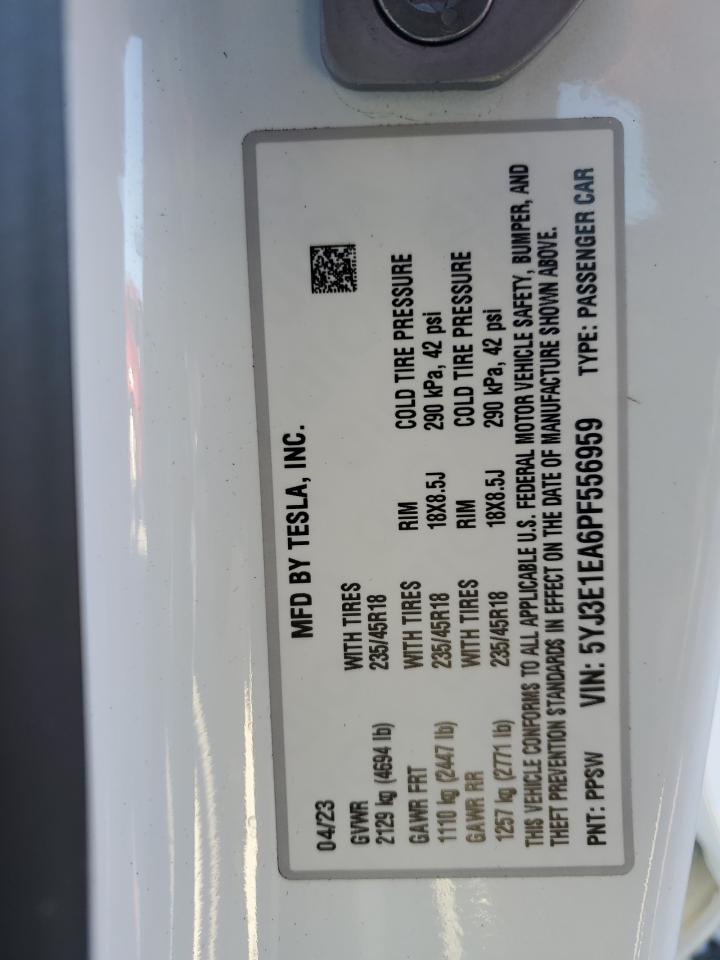 MFD BY TESLA, INC.
04/23
GVWR WITH TIRES
2129 kg (4694 lb) 235/45R18
GAWR FRT WITH TIRES RIM COLD TIRE PRESSURE
1110 kg (2447 lb) 235/45R18 18X8.5J 290 kPa, 42 psi
GAWR RR WITH TIRES RIM COLD TIRE PRESSURE
1257 kg (2771 lb) 235/45R18 18X8.5J 290 kPa, 42 psi
THIS VEHICLE CONFORMS TO ALL APPLICABLE U.S. FEDERAL MOTOR VEHICLE SAFETY, BUMPER, AND
THEFT PREVENTION STANDARDS IN EFFECT ON THE DATE OF MANUFACTURE SHOWN ABOVE.
PNT: PPSW VIN: 5YJ3E1EA6PF556959 TYPE: PASSENGER CAR